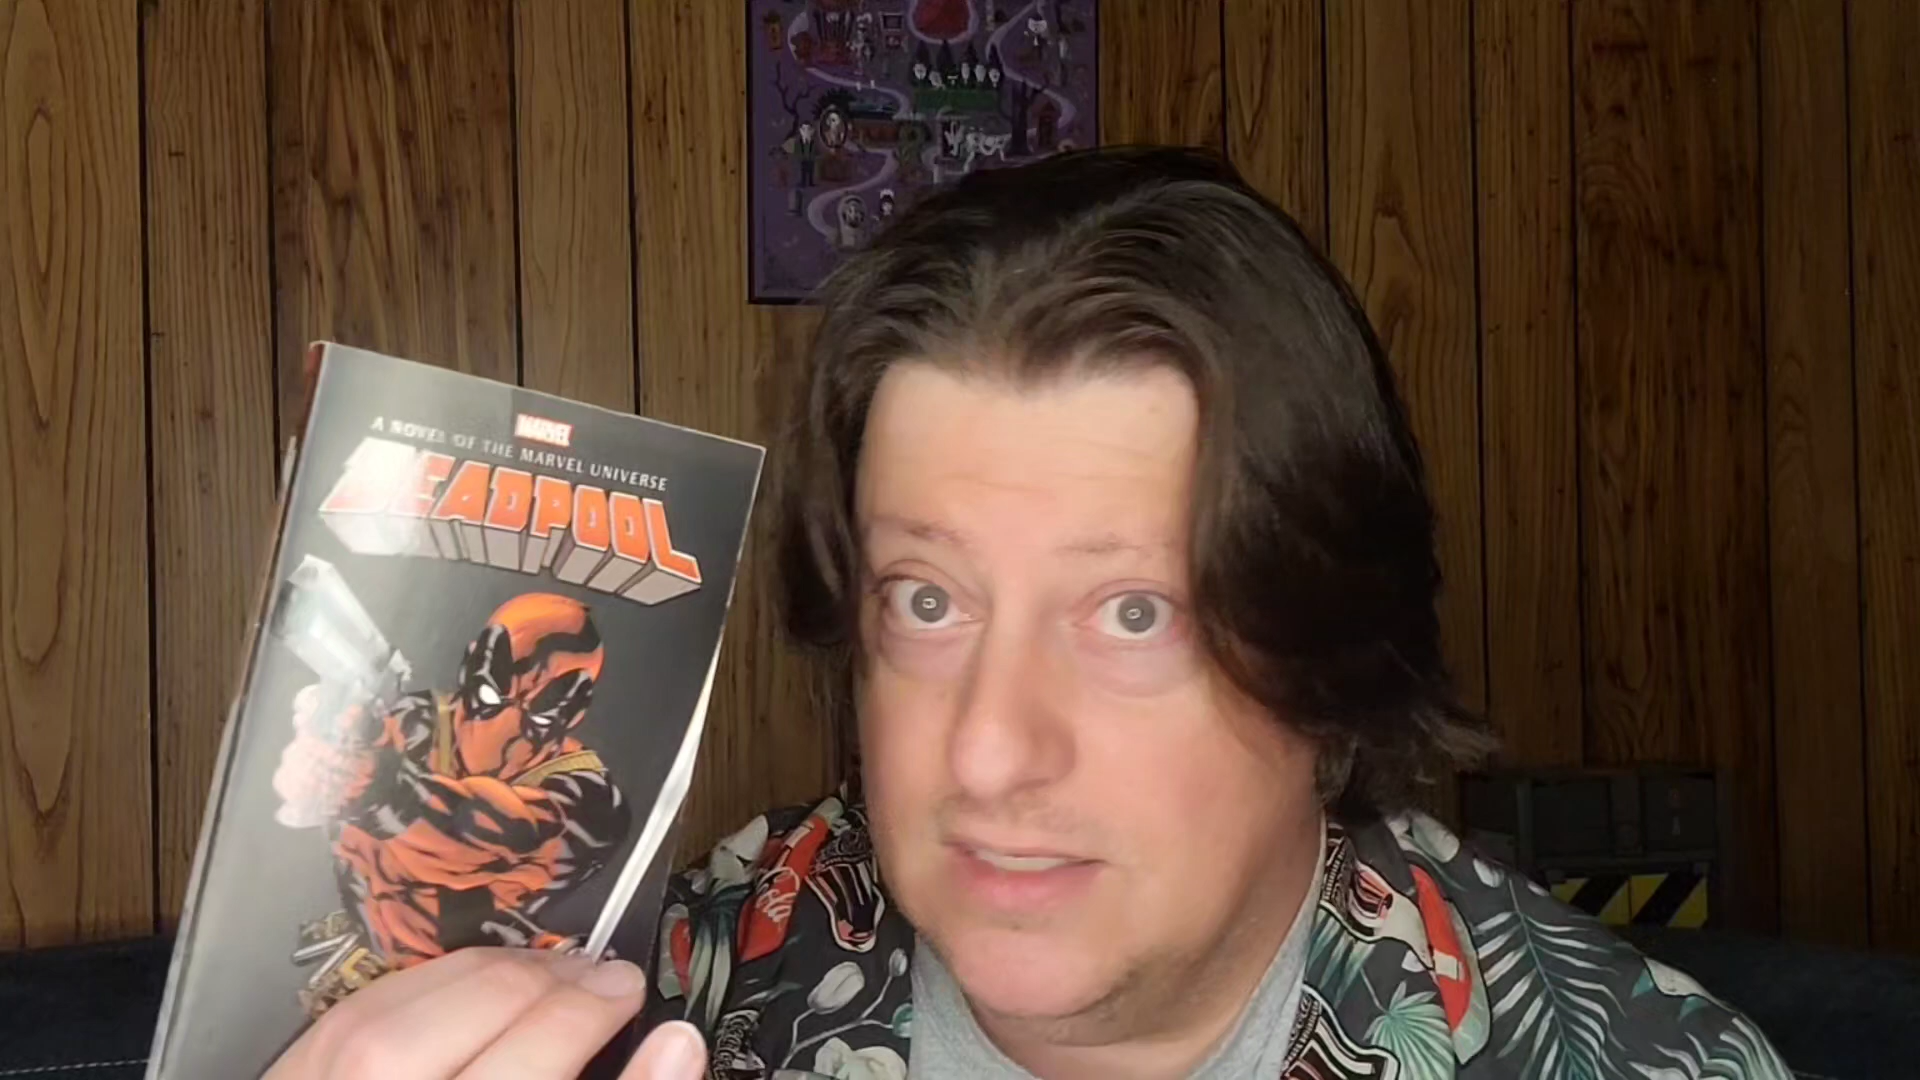 MARVEL
A NOVEL OF THE MARVEL UNIVERSE
DEADPOOL